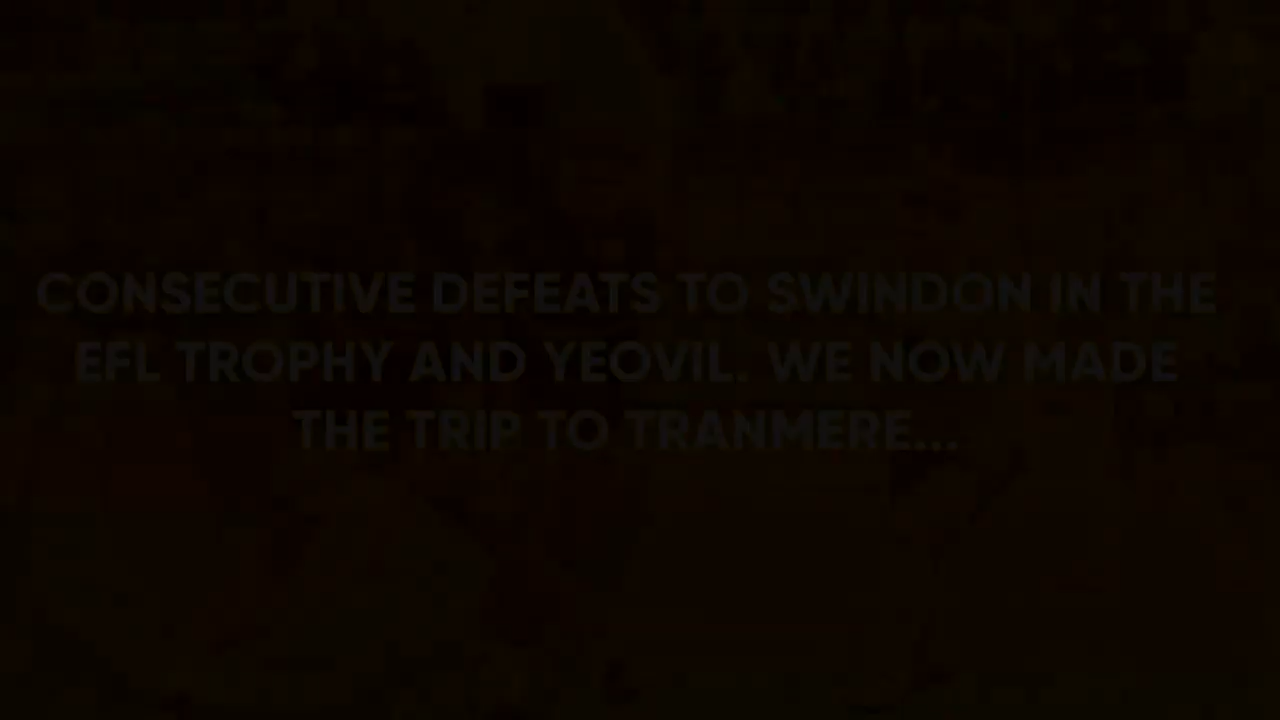 CONSECUTIVE DEFEATS TO SWINDON IN THE
EFL TROPHY AND YEOVIL. WE NOW MADE
THE TRIP TO TRANMERE...